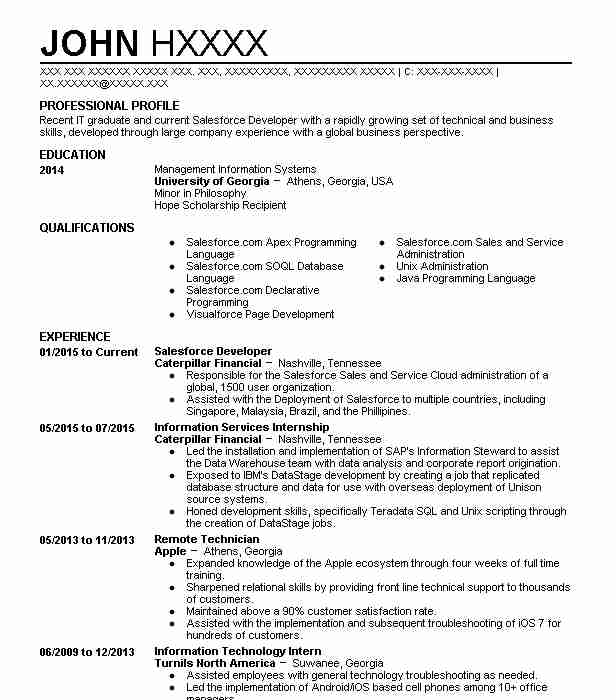 JOHN HXXXX
XXX XXX XXXXXX XXXXX XXX, XXX, XXXXXXXXX, XXXXXXXXX XXXXX | C: XXX-XXX-XXXX |
XX.XXXXXX@XXXXX.XXX
PROFESSIONAL PROFILE
Recent IT graduate and current Salesforce Developer with a rapidly growing set of technical and business
skills, developed through large company experience with a global business perspective.
EDUCATION
2014 Management Information Systems
University of Georgia – Athens, Georgia, USA
Minor in Philosophy
Hope Scholarship Recipient
QUALIFICATIONS
• Salesforce.com Apex Programming
Language
• Salesforce.com SOQL Database
Language
• Salesforce.com Declarative
Programming
• Visualforce Page Development
• Salesforce.com Sales and Service
Administration
• Unix Administration
• Java Programming Language
EXPERIENCE
01/2015 to Current Salesforce Developer
Caterpillar Financial – Nashville, Tennessee
• Responsible for the Salesforce Sales and Service Cloud administration of a
global, 1500 user organization.
• Assisted with the Deployment of Salesforce to multiple countries, including
Singapore, Malaysia, Brazil, and the Phillipines.
05/2015 to 07/2015 Information Services Internship
Caterpillar Financial – Nashville, Tennessee
• Led the installation and implementation of SAP's Information Steward to assist
the Data Warehouse team with data analysis and corporate report origination.
• Exposed to IBM's DataStage development by creating a job that replicated
database structure and data for use with overseas deployment of Unison
source systems.
• Honed development skills, specifically Teradata SQL and Unix scripting through
the creation of DataStage jobs.
05/2013 to 11/2013 Remote Technician
Apple – Athens, Georgia
• Expanded knowledge of the Apple ecosystem through four weeks of full time
training.
• Sharpened relational skills by providing front line technical support to thousands
of customers.
• Maintained above a 90% customer satisfaction rate.
• Assisted with the implementation and subsequent troubleshooting of iOS 7 for
hundreds of customers.
06/2009 to 12/2013 Information Technology Intern
Turnils North America – Suwanee, Georgia
• Assisted employees with general technology troubleshooting as needed.
• Led the implementation of Android/iOS based cell phones among 10+ office
managers